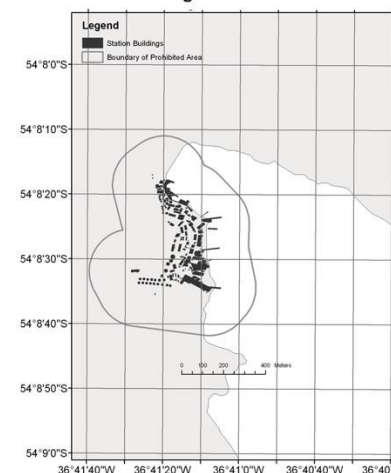 Legend
Station Buildings
Boundary of Prohibited Area
54°8'0"S
54°8'10"S
54°8'20"S
54°8'30"S
54°8'40"S
54°8'50"S
54°9'0"S
0 100 200 400 Meters
36°41'40"W 36°41'20"W 36°41'0"W 36°40'40"W